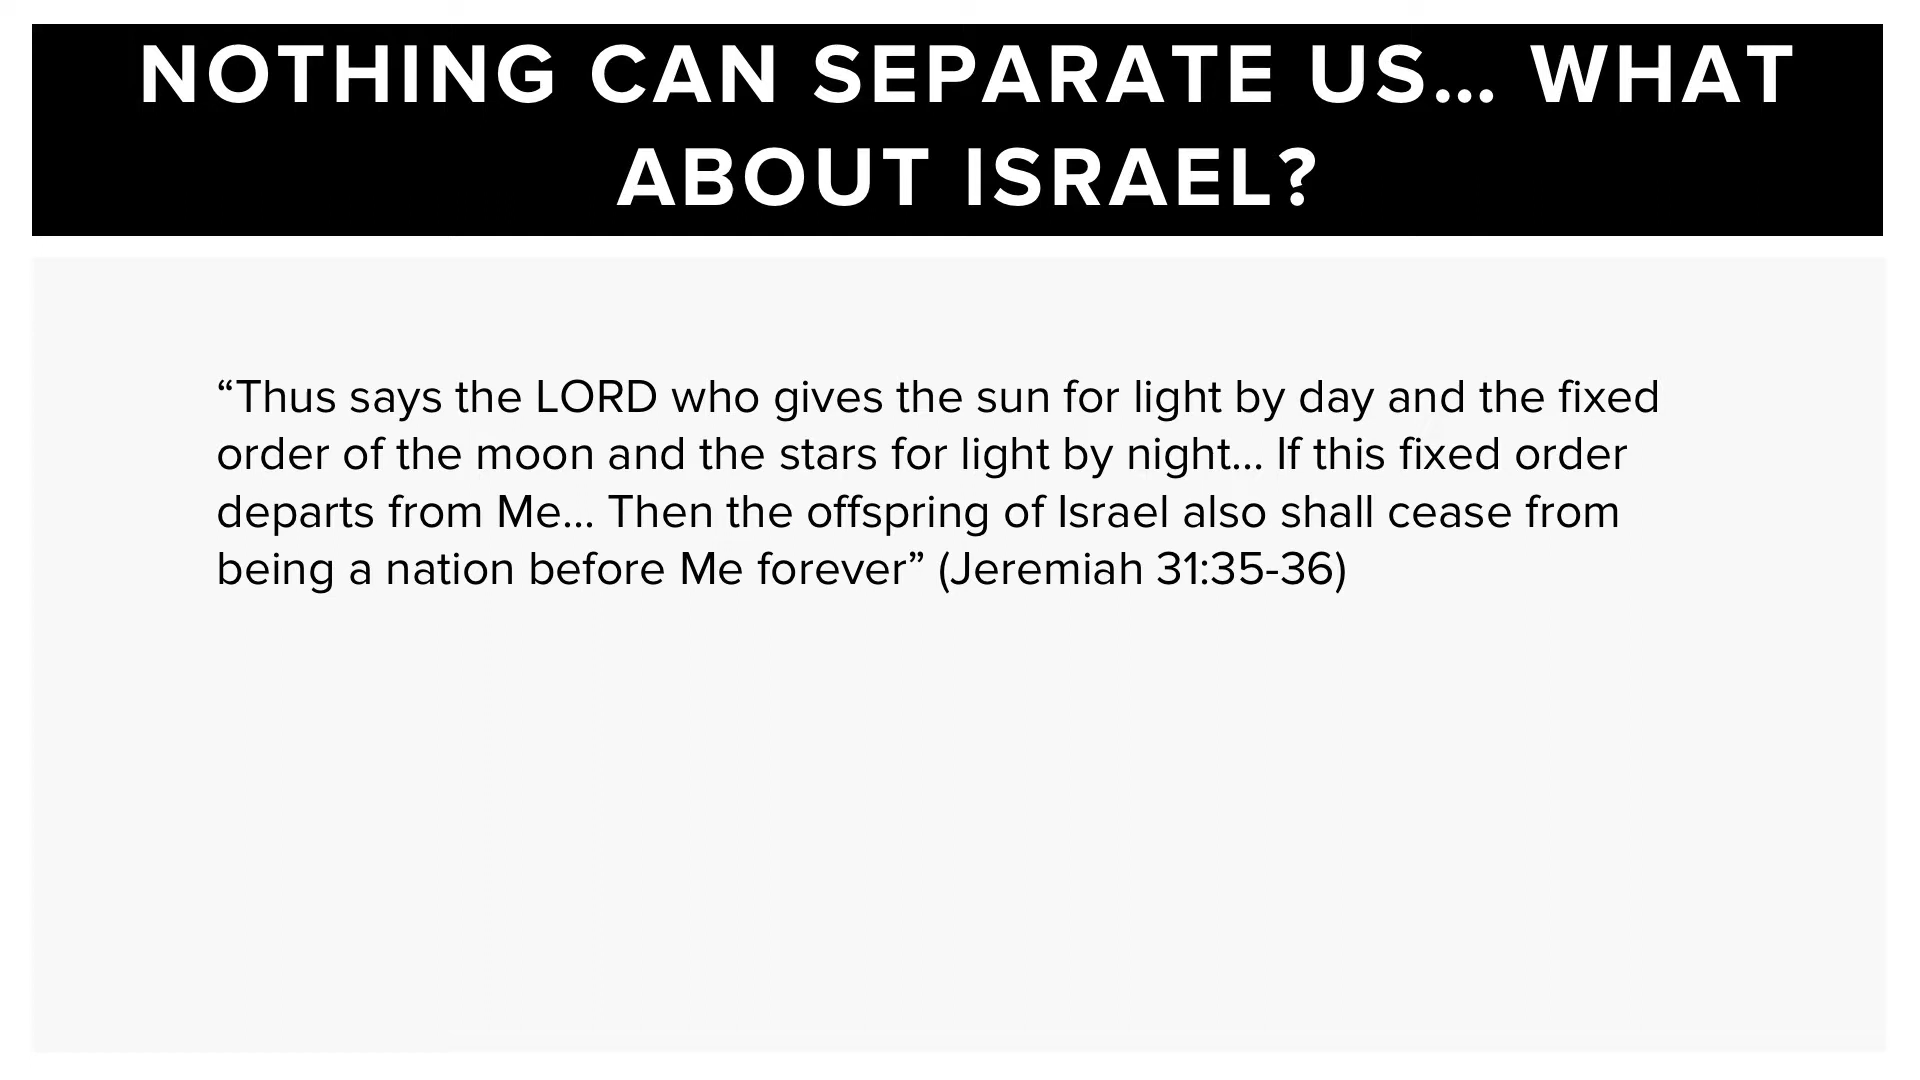 NOTHING CAN SEPARATE US... WHAT
ABOUT ISRAEL?
“Thus says the LORD who gives the sun for light by day and the fixed
order of the moon and the stars for light by night... If this fixed order
departs from Me... Then the offspring of Israel also shall cease from
being a nation before Me forever” (Jeremiah 31:35-36)